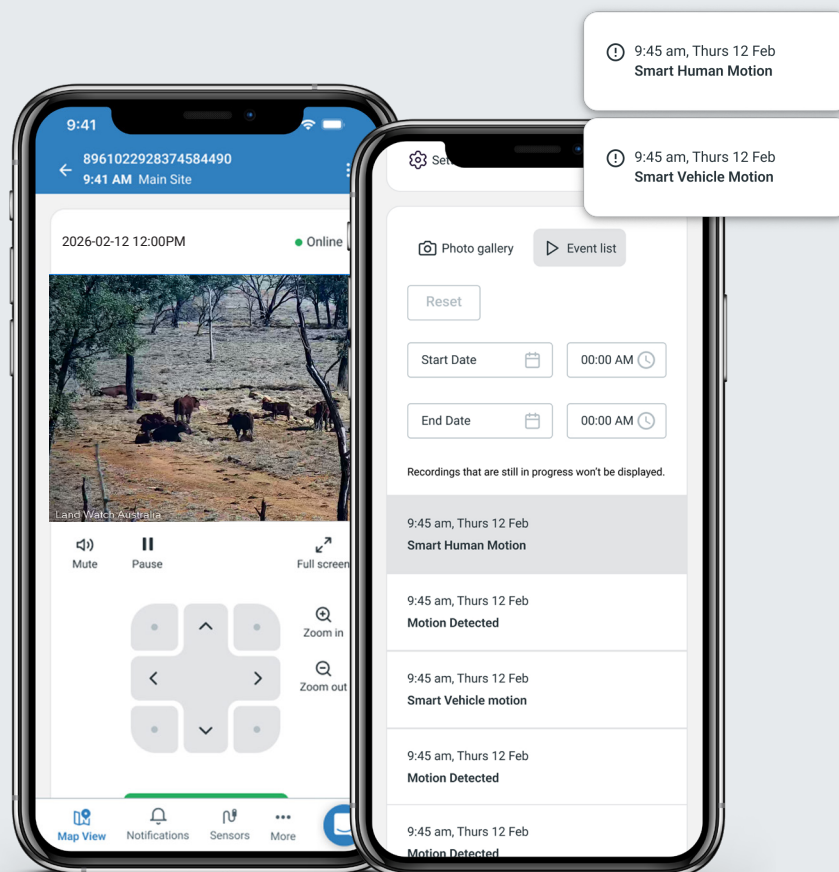 9:45 am, Thurs 12 Feb
Smart Human Motion
9:45 am, Thurs 12 Feb
Smart Vehicle Motion
9:41
8961022928374584490
9:41 AM Main Site
2026-02-12 12:00PM
Online
Land Watch Australia
Mute
Pause
Full screen
Zoom in
Zoom out
Map View
Notifications
Sensors
More
Photo gallery
Event list
Reset
Start Date
00:00 AM
End Date
00:00 AM
Recordings that are still in progress won't be displayed.
9:45 am, Thurs 12 Feb
Smart Human Motion
9:45 am, Thurs 12 Feb
Motion Detected
9:45 am, Thurs 12 Feb
Smart Vehicle motion
9:45 am, Thurs 12 Feb
Motion Detected
9:45 am, Thurs 12 Feb
Motion Detected